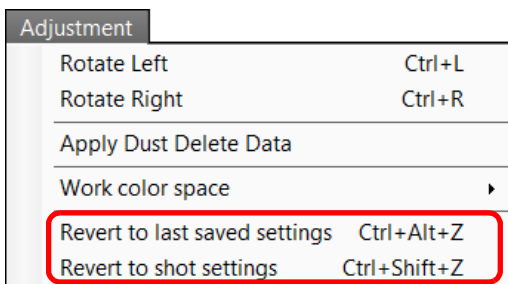 Adjustment
Rotate Left Ctrl+L
Rotate Right Ctrl+R
Apply Dust Delete Data
Work color space
Revert to last saved settings Ctrl+Alt+Z
Revert to shot settings Ctrl+Shift+Z